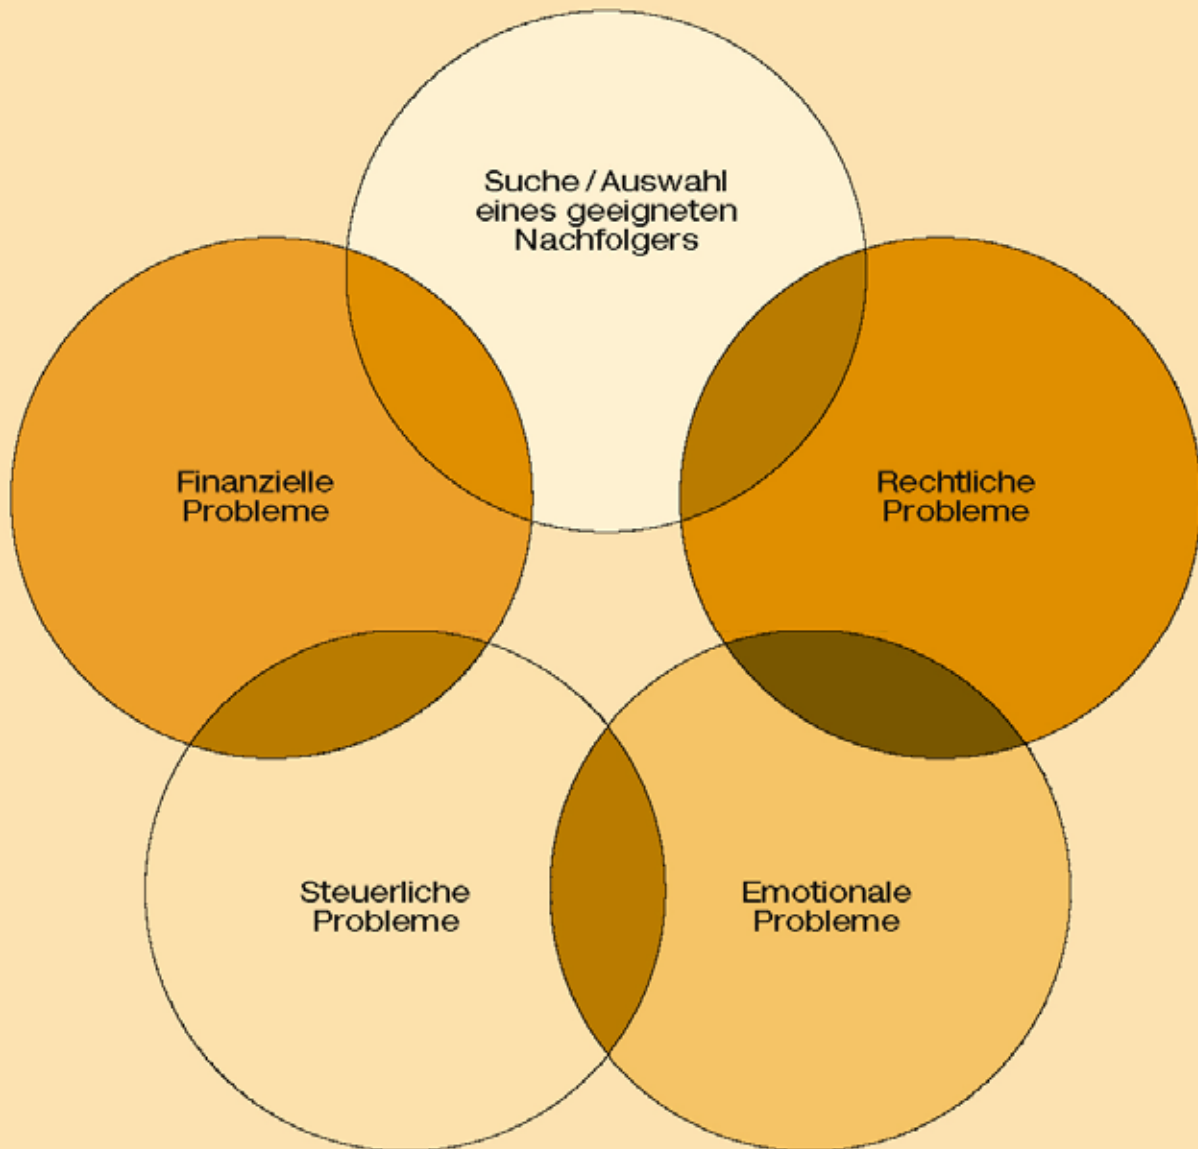 Suche / Auswahl
eines geeigneten
Nachfolgers
Finanzielle
Probleme
Rechtliche
Probleme
Steuerliche
Probleme
Emotionale
Probleme